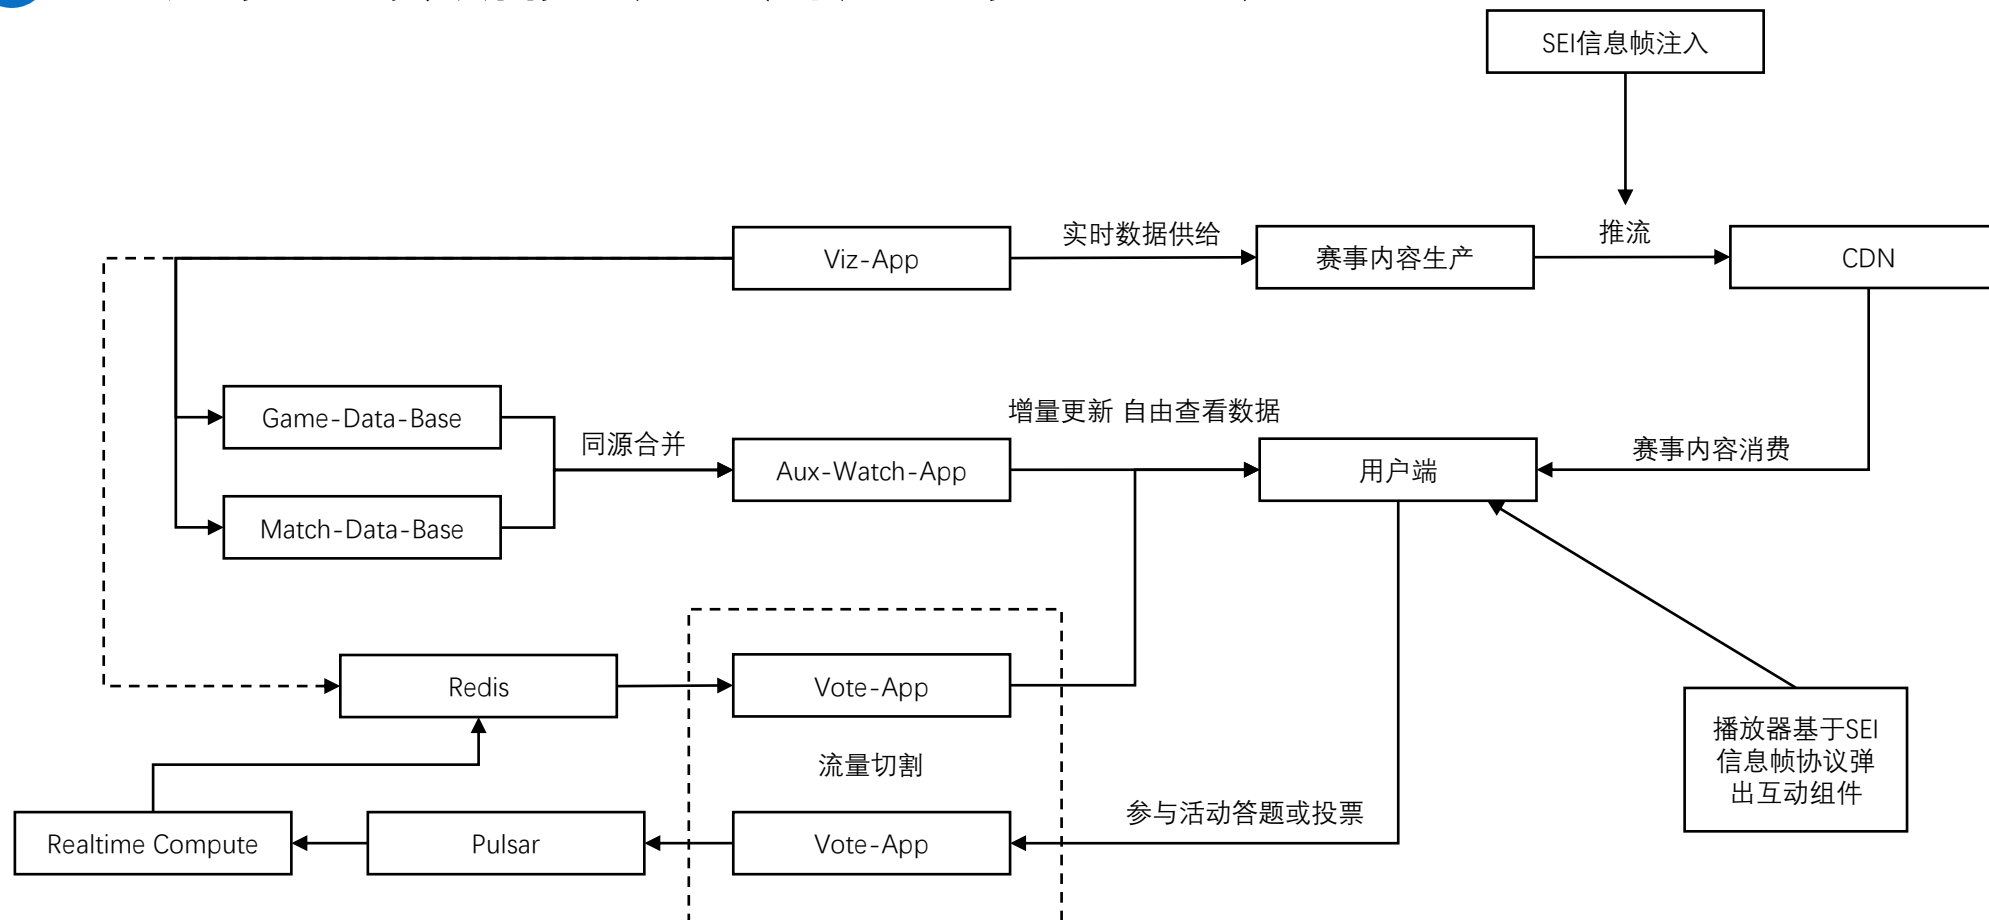 SEI信息帧注入
Viz-App
实时数据供给
赛事内容生产
推流
CDN
Game-Data-Base
同源合并
Match-Data-Base
Aux-Watch-App
增量更新 自由查看数据
用户端
赛事内容消费
Redis
Vote-App
流量切割
播放器基于SEI
信息帧协议弹
出互动组件
Realtime Compute
Pulsar
Vote-App
参与活动答题或投票